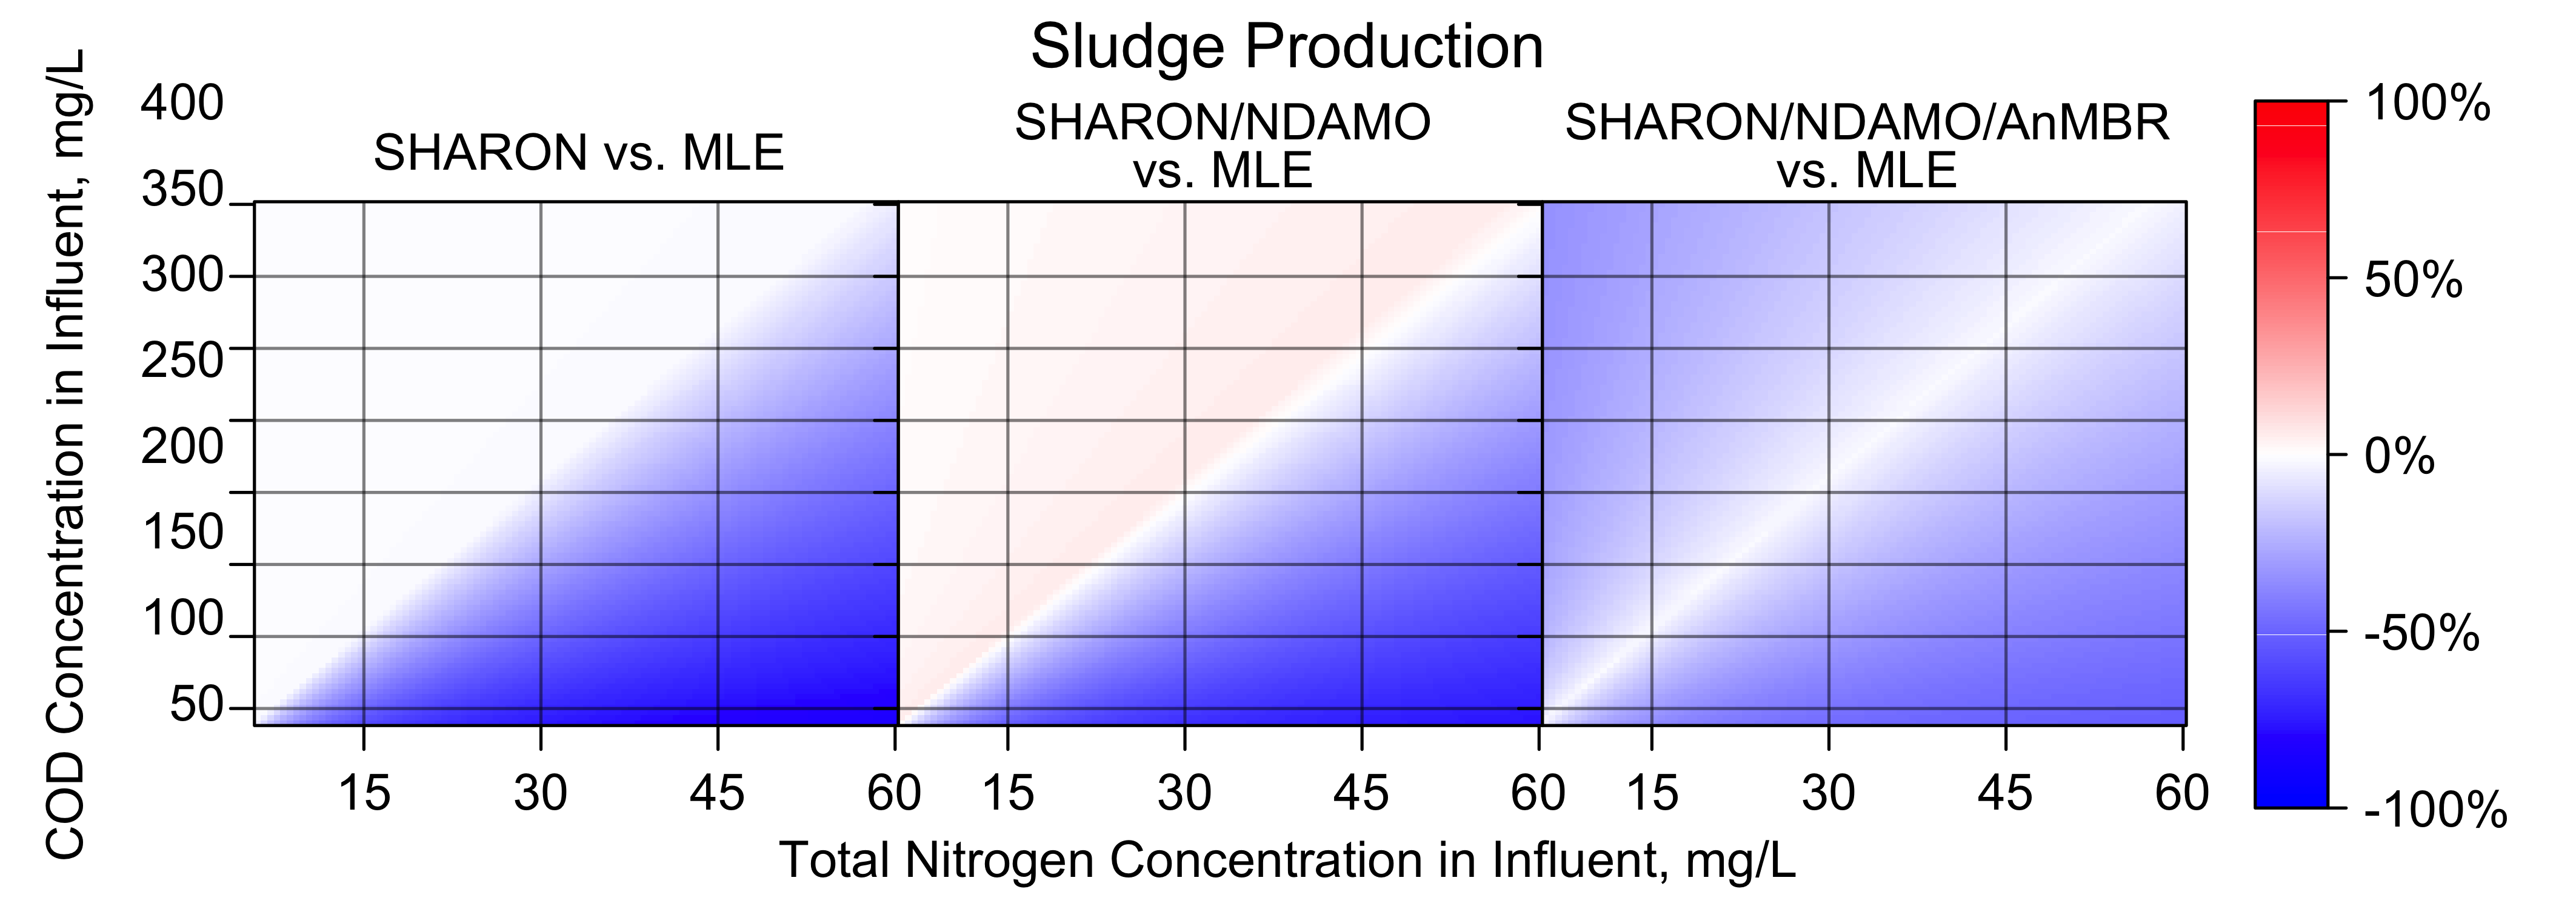 Sludge Production
SHARON vs. MLE
SHARON/NDAMO
vs. MLE
SHARON/NDAMO/AnMBR
vs. MLE
COD Concentration in Influent, mg/L
400
350
300
250
200
150
100
50
15 30 45 60 15 30 45 60 15 30 45 60
Total Nitrogen Concentration in Influent, mg/L
100%
50%
0%
-50%
-100%